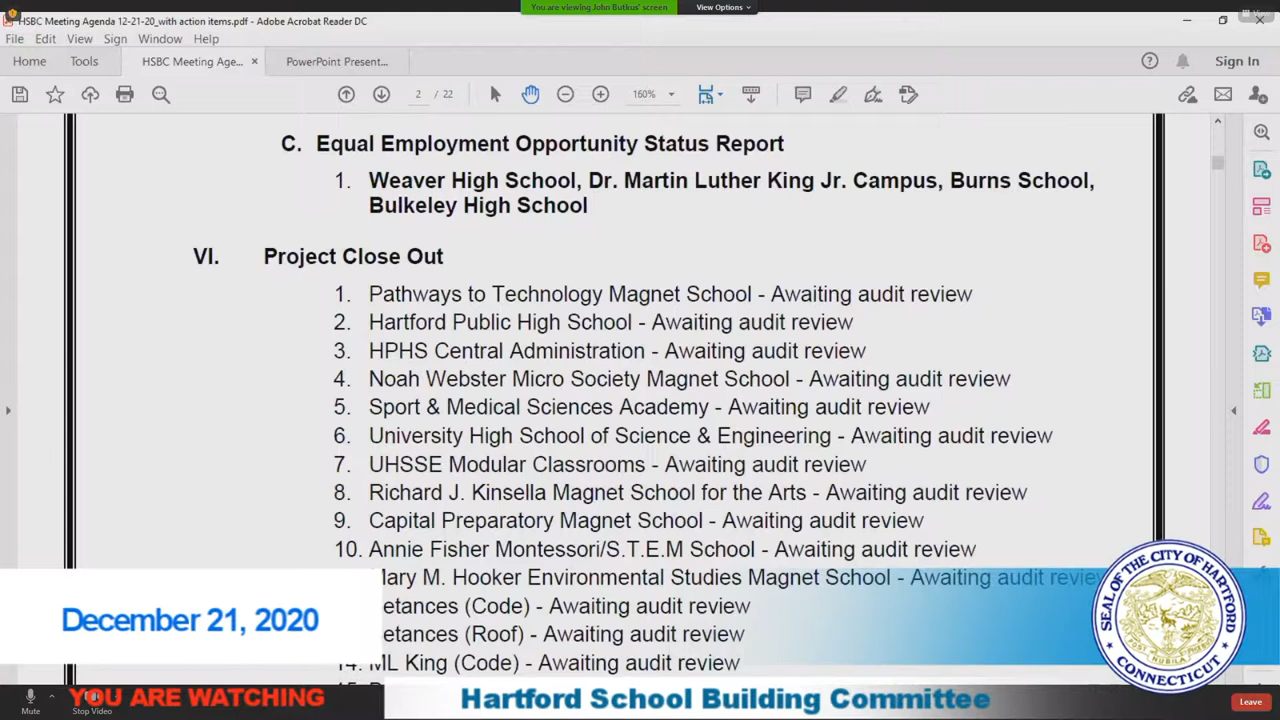 HSBC Meeting Agenda 12-21-20_with action items.pdf - Adobe Acrobat Reader DC
You are viewing John Butkus' screen
View Options
View
File Edit View Sign Window Help
Home Tools HSBC Meeting Age... × PowerPoint Present... Sign In
2 / 22 160%
C. Equal Employment Opportunity Status Report
1. Weaver High School, Dr. Martin Luther King Jr. Campus, Burns School,
Bulkeley High School
VI. Project Close Out
1. Pathways to Technology Magnet School - Awaiting audit review
2. Hartford Public High School - Awaiting audit review
3. HPHS Central Administration - Awaiting audit review
4. Noah Webster Micro Society Magnet School - Awaiting audit review
5. Sport & Medical Sciences Academy - Awaiting audit review
6. University High School of Science & Engineering - Awaiting audit review
7. UHSSE Modular Classrooms - Awaiting audit review
8. Richard J. Kinsella Magnet School for the Arts - Awaiting audit review
9. Capital Preparatory Magnet School - Awaiting audit review
10. Annie Fisher Montessori/S.T.E.M School - Awaiting audit review
Mary M. Hooker Environmental Studies Magnet School - Awaiting audit review
etances (Code) - Awaiting audit review
etances (Roof) - Awaiting audit review
14. ML King (Code) - Awaiting audit review
December 21, 2020
SEAL OF THE CITY OF HARTFORD
POST NUBILA PHOEBUS
CONNECTICUT
YOU ARE WATCHING
Hartford School Building Committee
Mute Stop Video Leave